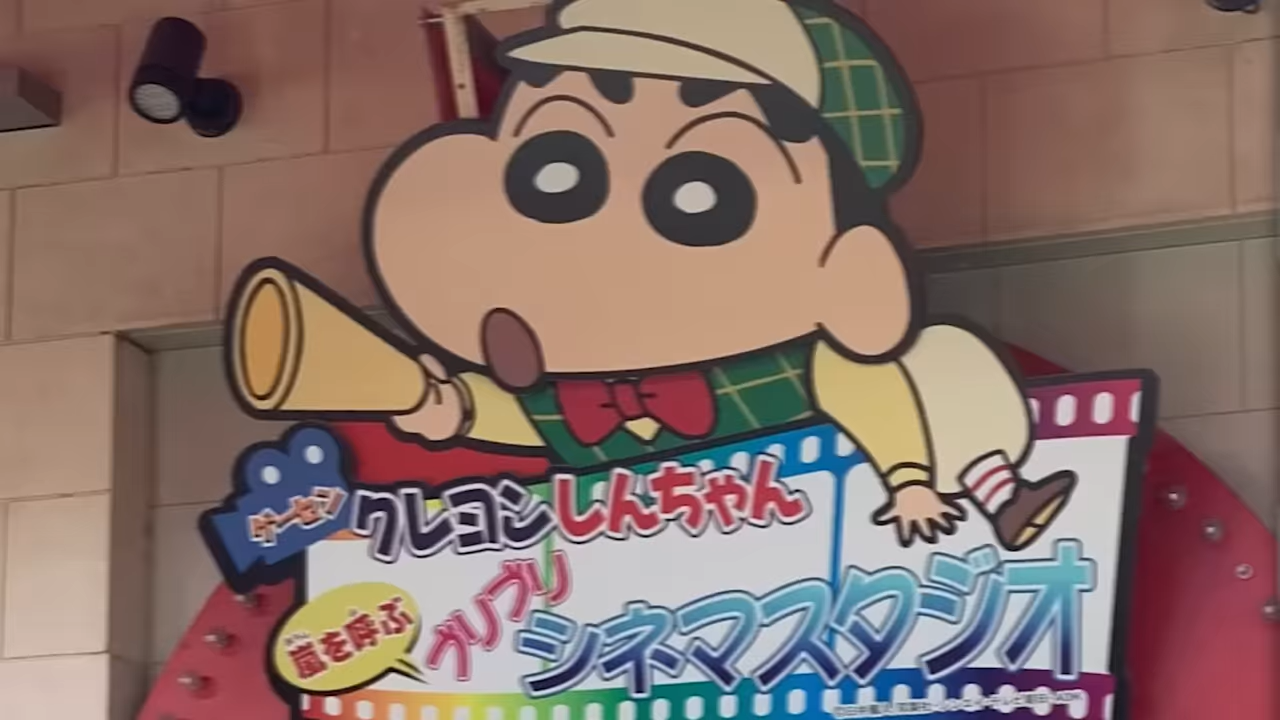 ゲーセン
クレヨンしんちゃん
嵐を呼ぶ
ブリブリ
シネマスタジオ